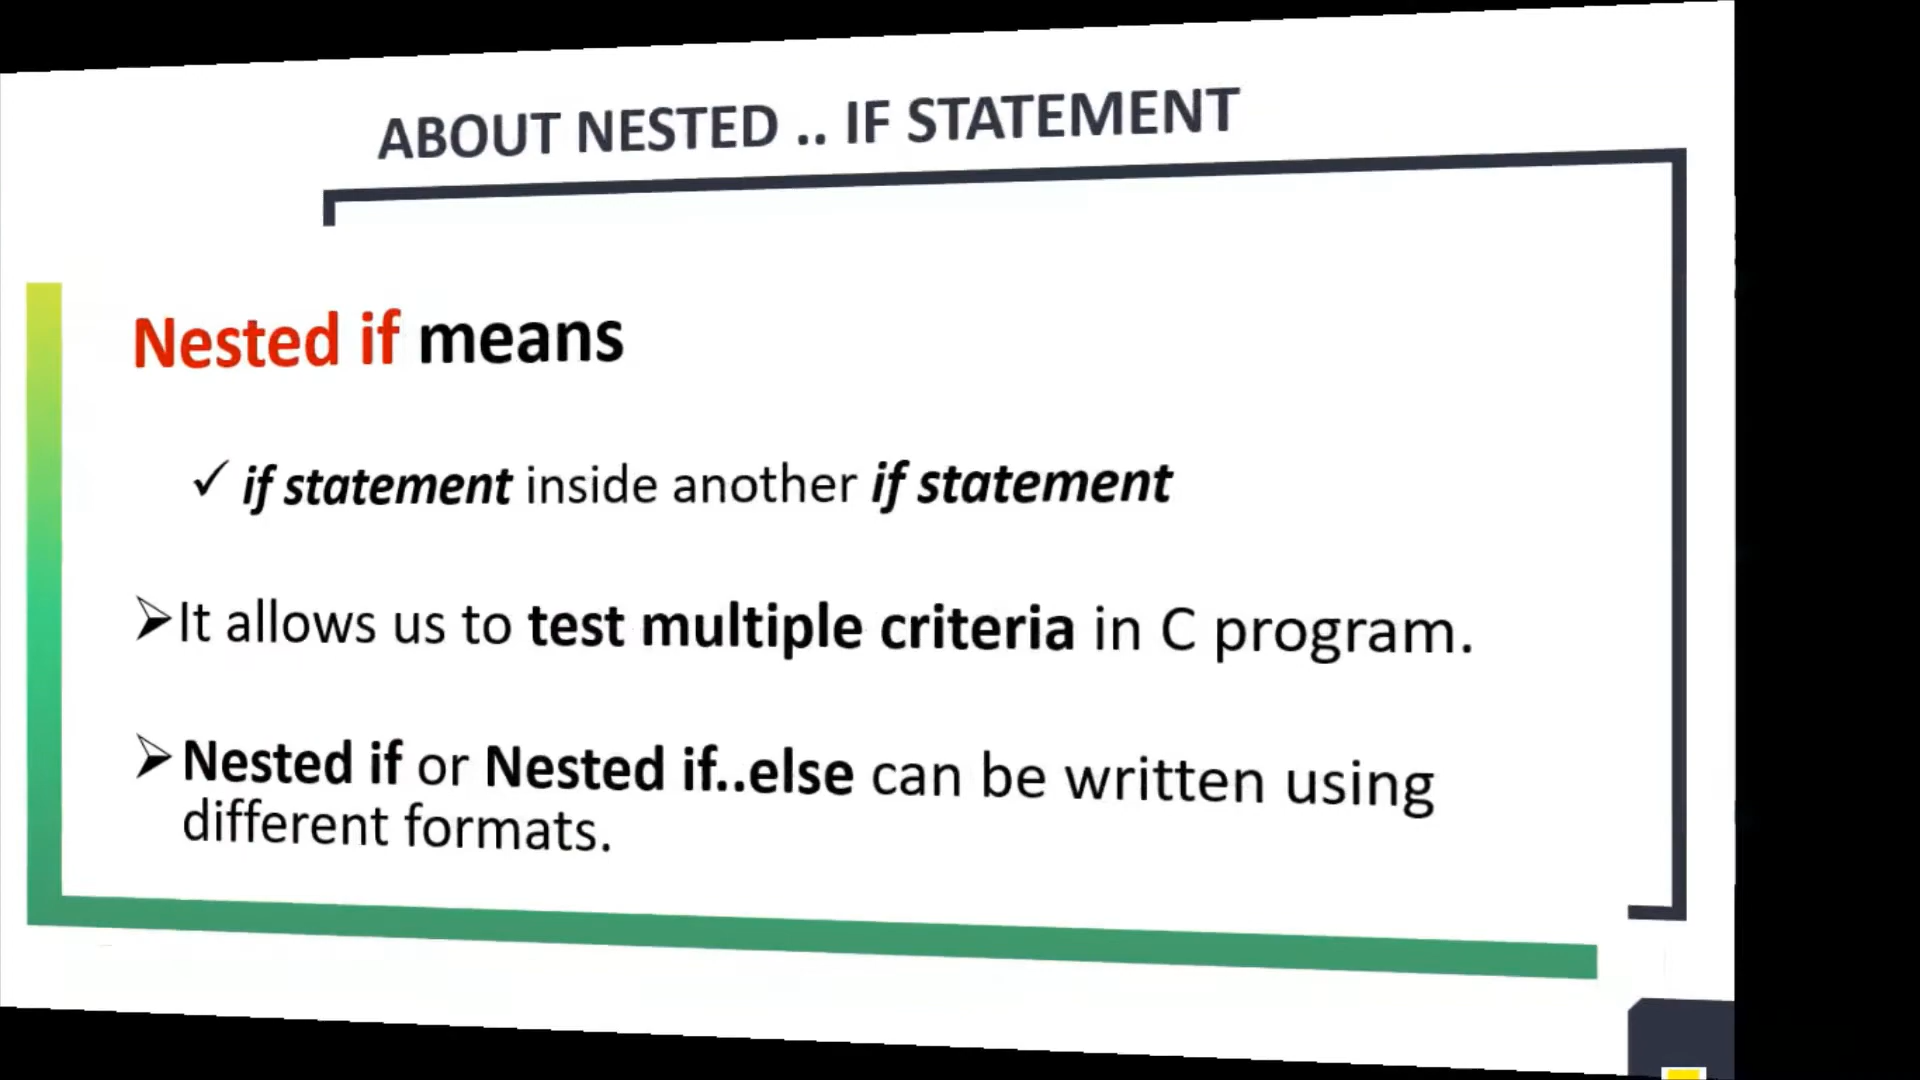 ABOUT NESTED .. IF STATEMENT
Nested if means
✓ if statement inside another if statement
➢It allows us to test multiple criteria in C program.
➢Nested if or Nested if..else can be written using
different formats.